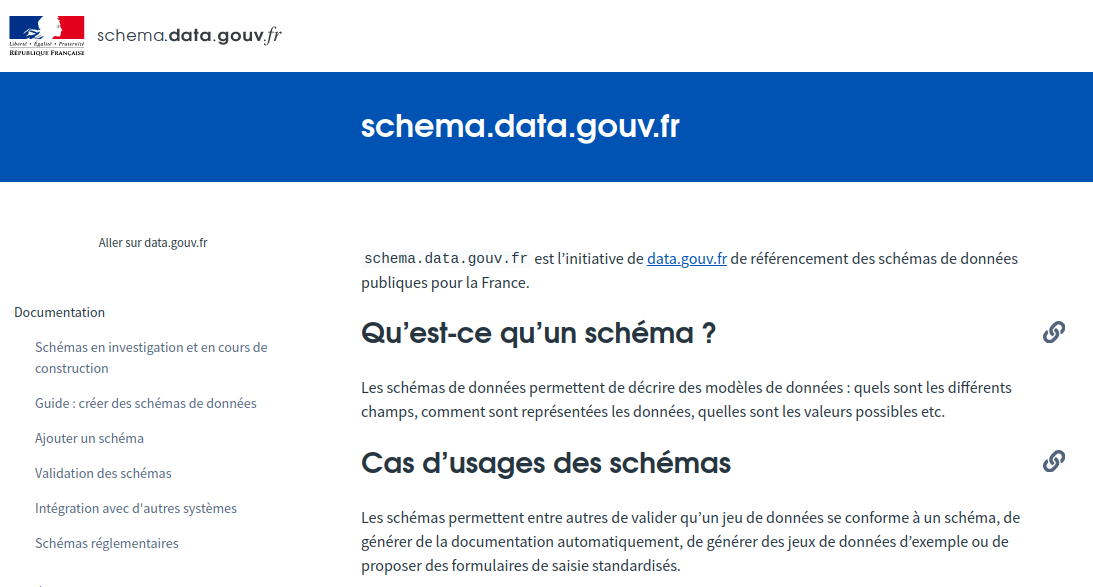 Liberté • Égalité • Fraternité
RÉPUBLIQUE FRANÇAISE
schema.data.gouv.fr
schema.data.gouv.fr
Aller sur data.gouv.fr
Documentation
Schémas en investigation et en cours de
construction
Guide : créer des schémas de données
Ajouter un schéma
Validation des schémas
Intégration avec d'autres systèmes
Schémas réglementaires
schema.data.gouv.fr est l’initiative de data.gouv.fr de référencement des schémas de données
publiques pour la France.
Qu’est-ce qu’un schéma ?
Les schémas de données permettent de décrire des modèles de données : quels sont les différents
champs, comment sont représentées les données, quelles sont les valeurs possibles etc.
Cas d’usages des schémas
Les schémas permettent entre autres de valider qu’un jeu de données se conforme à un schéma, de
générer de la documentation automatiquement, de générer des jeux de données d’exemple ou de
proposer des formulaires de saisie standardisés.